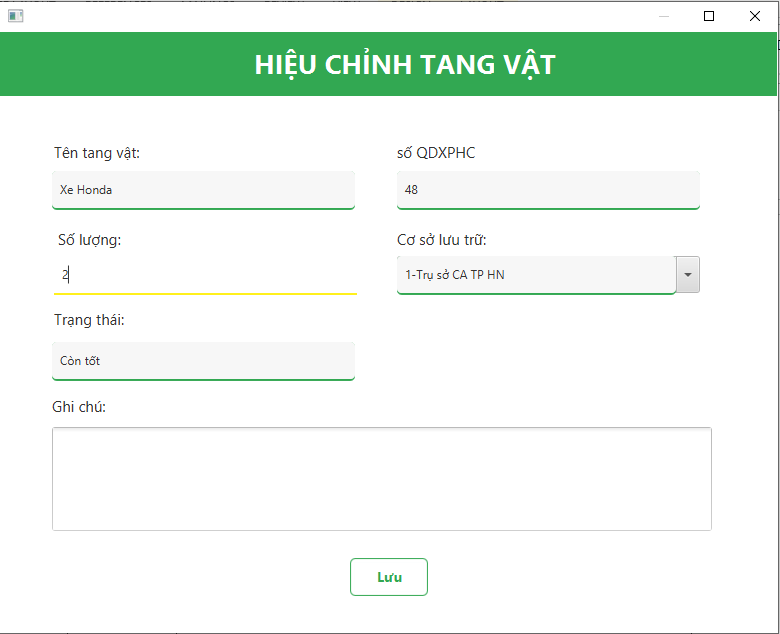 HIỆU CHỈNH TANG VẬT
Tên tang vật:
số QDXPHC
Xe Honda
48
Số lượng:
Cơ sở lưu trữ:
2
1-Trụ sở CA TP HN
Trạng thái:
Còn tốt
Ghi chú:
Lưu